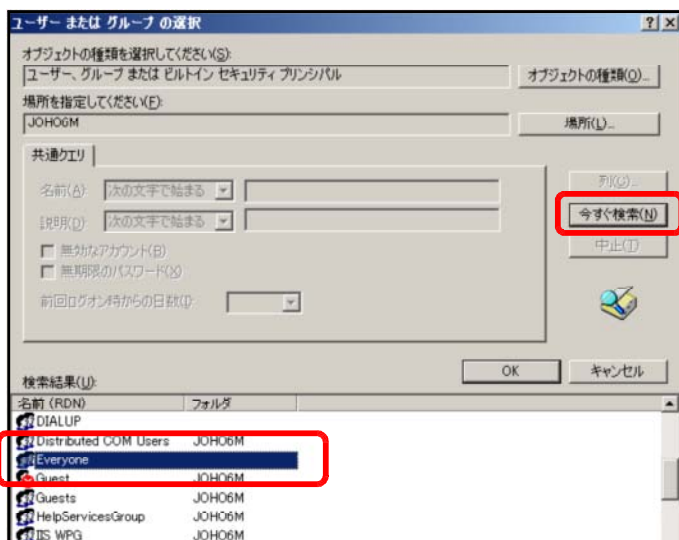 ユーザー または グループ の選択
オブジェクトの種類を選択してください(S):
ユーザー、グループ または ビルトイン セキュリティ プリンシパル
オブジェクトの種類(O)...
場所を指定してください(F):
JOHO6M
場所(L)...
共通クエリ
名前(A): 次の文字で始まる
列(C)...
説明(D): 次の文字で始まる
今すぐ検索(N)
無効なアカウント(B)
中止(T)
無期限のパスワード(X)
前回ログオン時からの日数(I):
OK キャンセル
検索結果(U):
名前 (RDN) フォルダ
DIALUP
Distributed COM Users JOHO6M
Everyone
Guest JOHO6M
Guests JOHO6M
HelpServicesGroup JOHO6M
IIS WPG JOHO6M